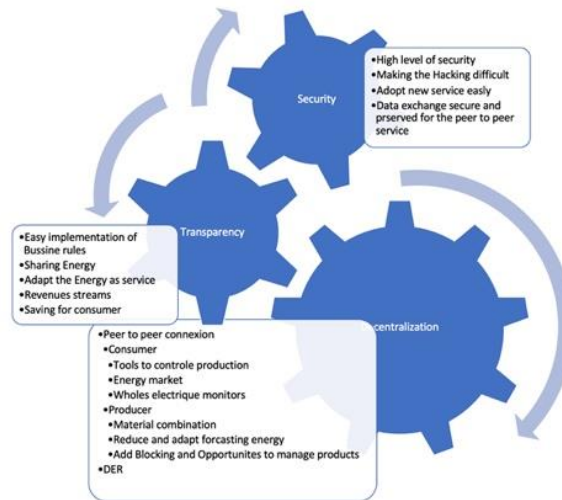 Security
•High level of security
•Making the Hacking difficult
•Adopt new service easly
•Data exchange secure and
prserved for the peer to peer
service
Transparency
•Easy implementation of
Bussine rules
•Sharing Energy
•Adapt the Energy as service
•Revenues streams
•Saving for consumer
centralization
•Peer to peer connexion
•Consumer
•Tools to controle production
•Energy market
•Wholes electrique monitors
•Producer
•Material combination
•Reduce and adapt forcasting energy
•Add Blocking and Opportunites to manage products
•DER